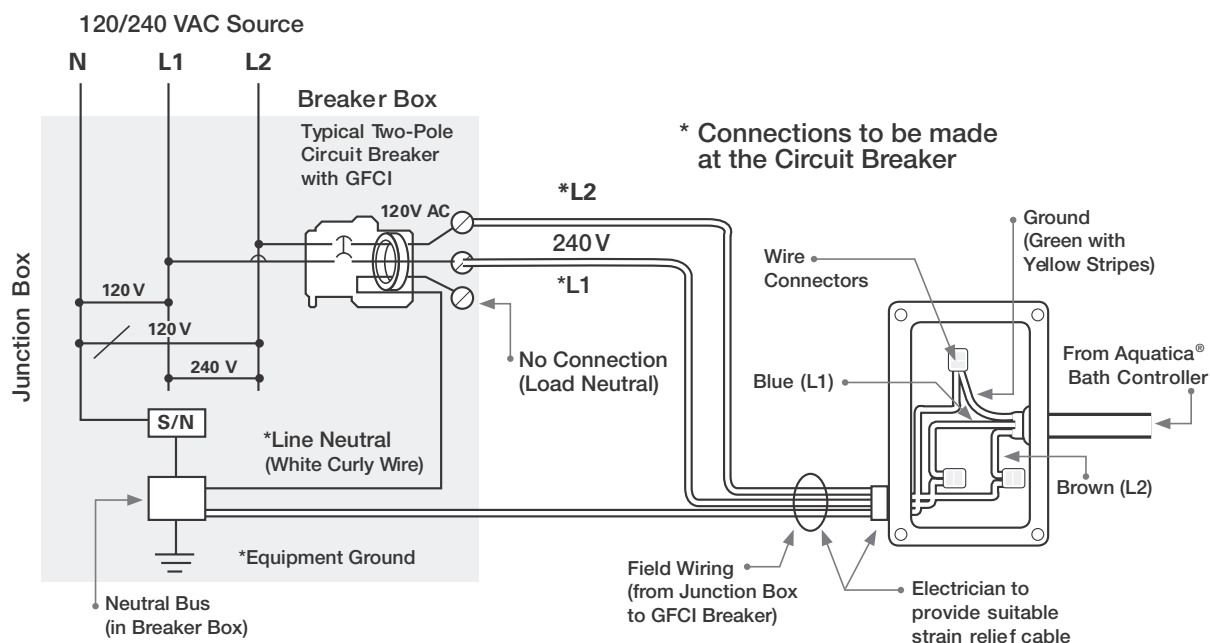 120/240 VAC Source
N L1 L2
Breaker Box
Typical Two-Pole
Circuit Breaker
with GFCI
* Connections to be made
at the Circuit Breaker
*L2
120V AC
240 V
*L1
Ground
(Green with
Yellow Stripes)
Wire
Connectors
Junction Box
120 V
120 V
240 V
No Connection
(Load Neutral)
Blue (L1)
From Aquatica®
Bath Controller
S/N
*Line Neutral
(White Curly Wire)
Brown (L2)
*Equipment Ground
Neutral Bus
(in Breaker Box)
Field Wiring
(from Junction Box
to GFCI Breaker)
Electrician to
provide suitable
strain relief cable